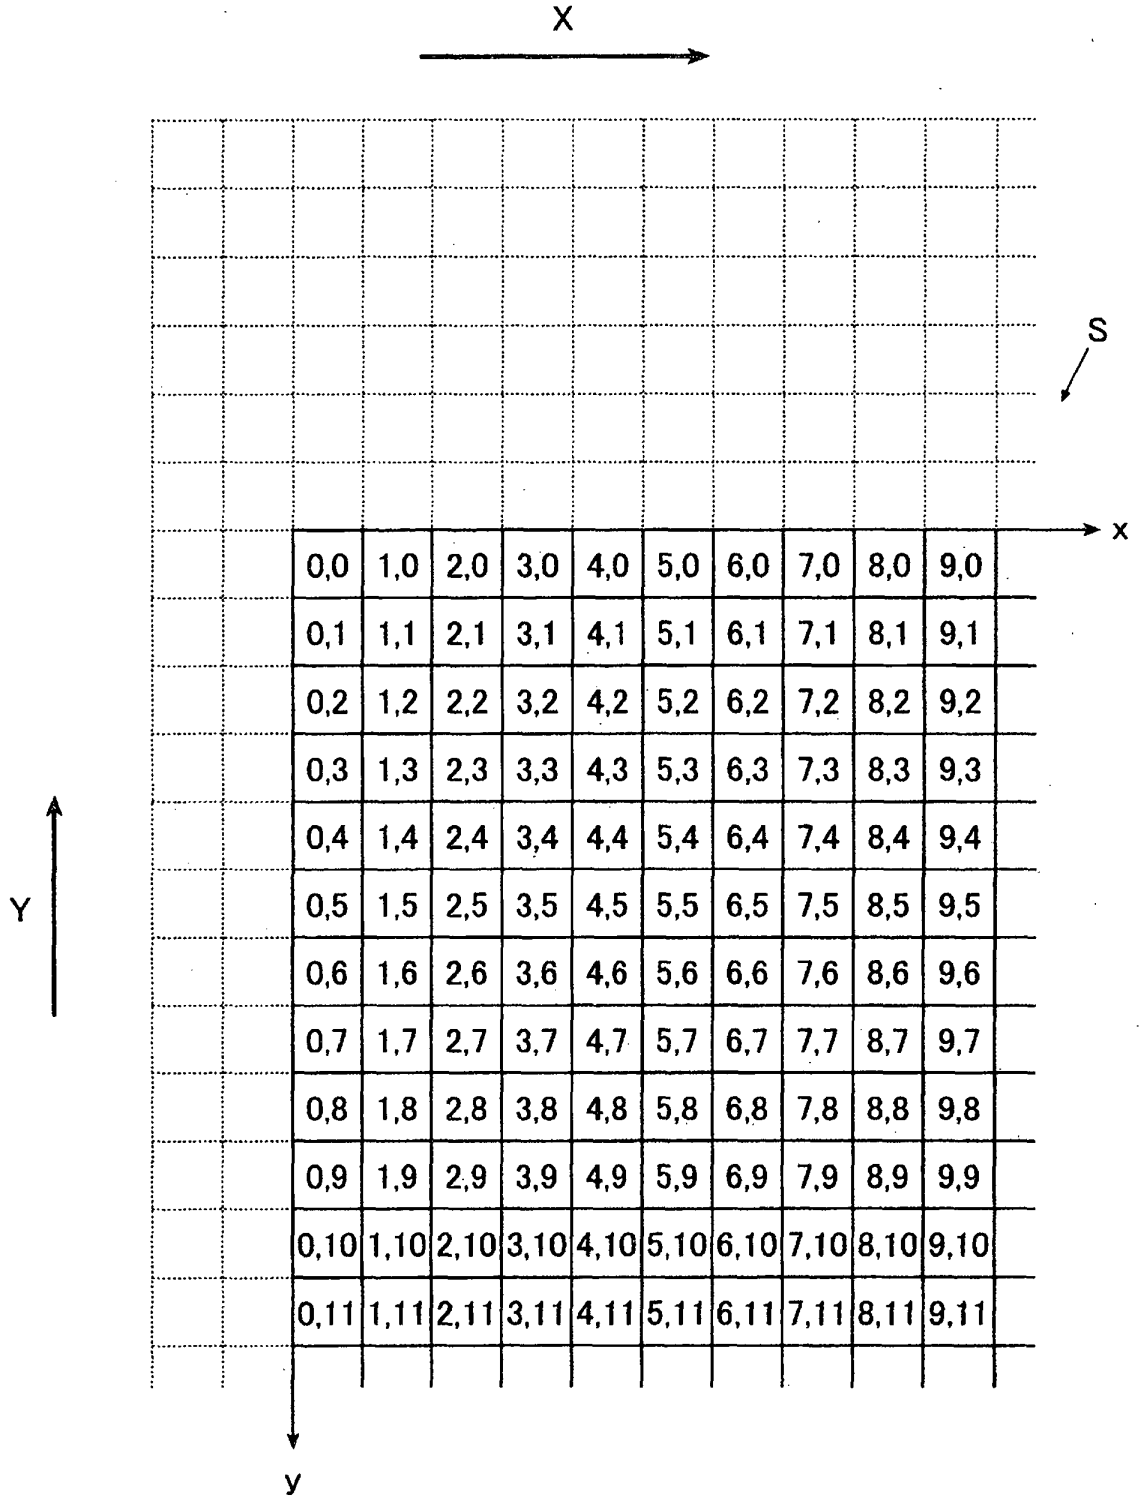 X
S
x
0,0 1,0 2,0 3,0 4,0 5,0 6,0 7,0 8,0 9,0
0,1 1,1 2,1 3,1 4,1 5,1 6,1 7,1 8,1 9,1
0,2 1,2 2,2 3,2 4,2 5,2 6,2 7,2 8,2 9,2
0,3 1,3 2,3 3,3 4,3 5,3 6,3 7,3 8,3 9,3
0,4 1,4 2,4 3,4 4,4 5,4 6,4 7,4 8,4 9,4
Y
0,5 1,5 2,5 3,5 4,5 5,5 6,5 7,5 8,5 9,5
0,6 1,6 2,6 3,6 4,6 5,6 6,6 7,6 8,6 9,6
0,7 1,7 2,7 3,7 4,7 5,7 6,7 7,7 8,7 9,7
0,8 1,8 2,8 3,8 4,8 5,8 6,8 7,8 8,8 9,8
0,9 1,9 2,9 3,9 4,9 5,9 6,9 7,9 8,9 9,9
0,10 1,10 2,10 3,10 4,10 5,10 6,10 7,10 8,10 9,10
0,11 1,11 2,11 3,11 4,11 5,11 6,11 7,11 8,11 9,11
y